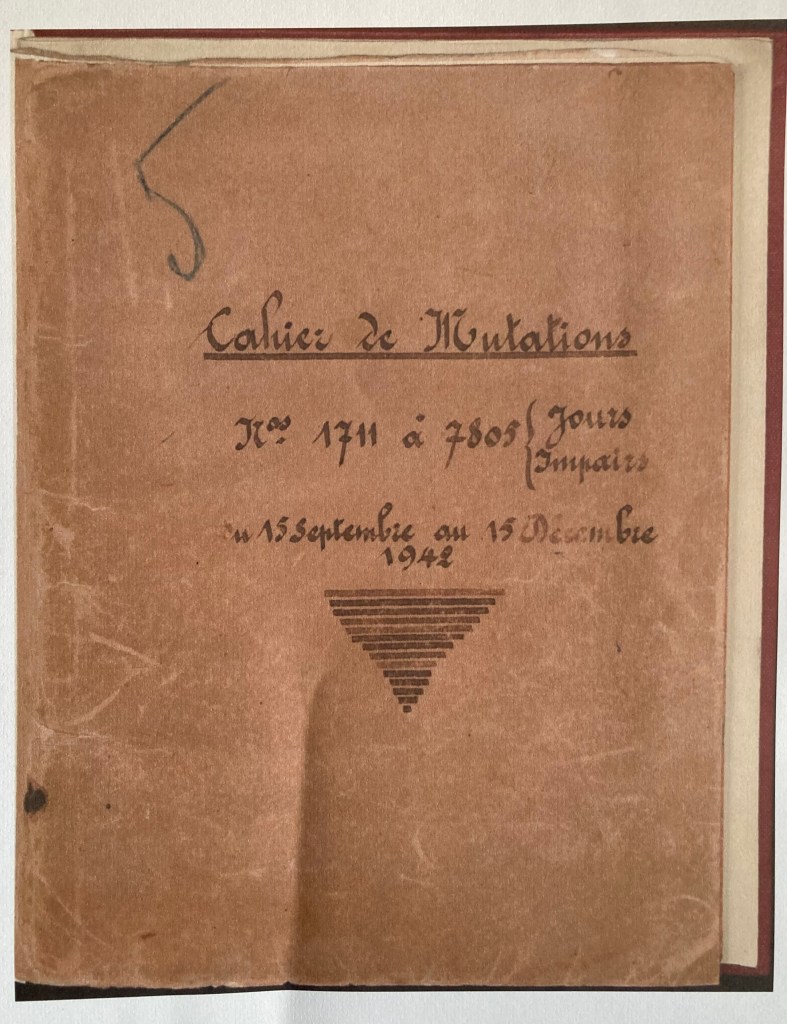 5
Cahier de Mutations
Nos 1711 à 7805 { Jours
Impairs
du 15 Septembre au 15 Décembre
1942